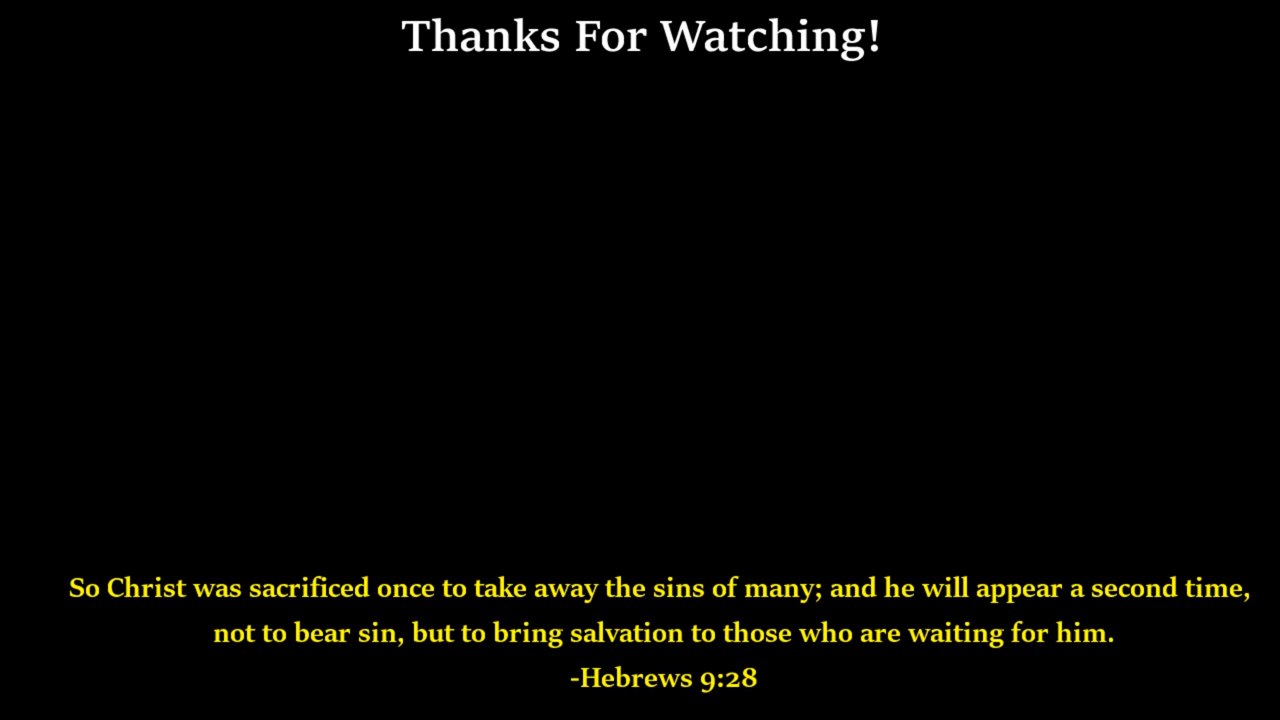 Thanks For Watching!
So Christ was sacrificed once to take away the sins of many; and he will appear a second time,
not to bear sin, but to bring salvation to those who are waiting for him.
-Hebrews 9:28